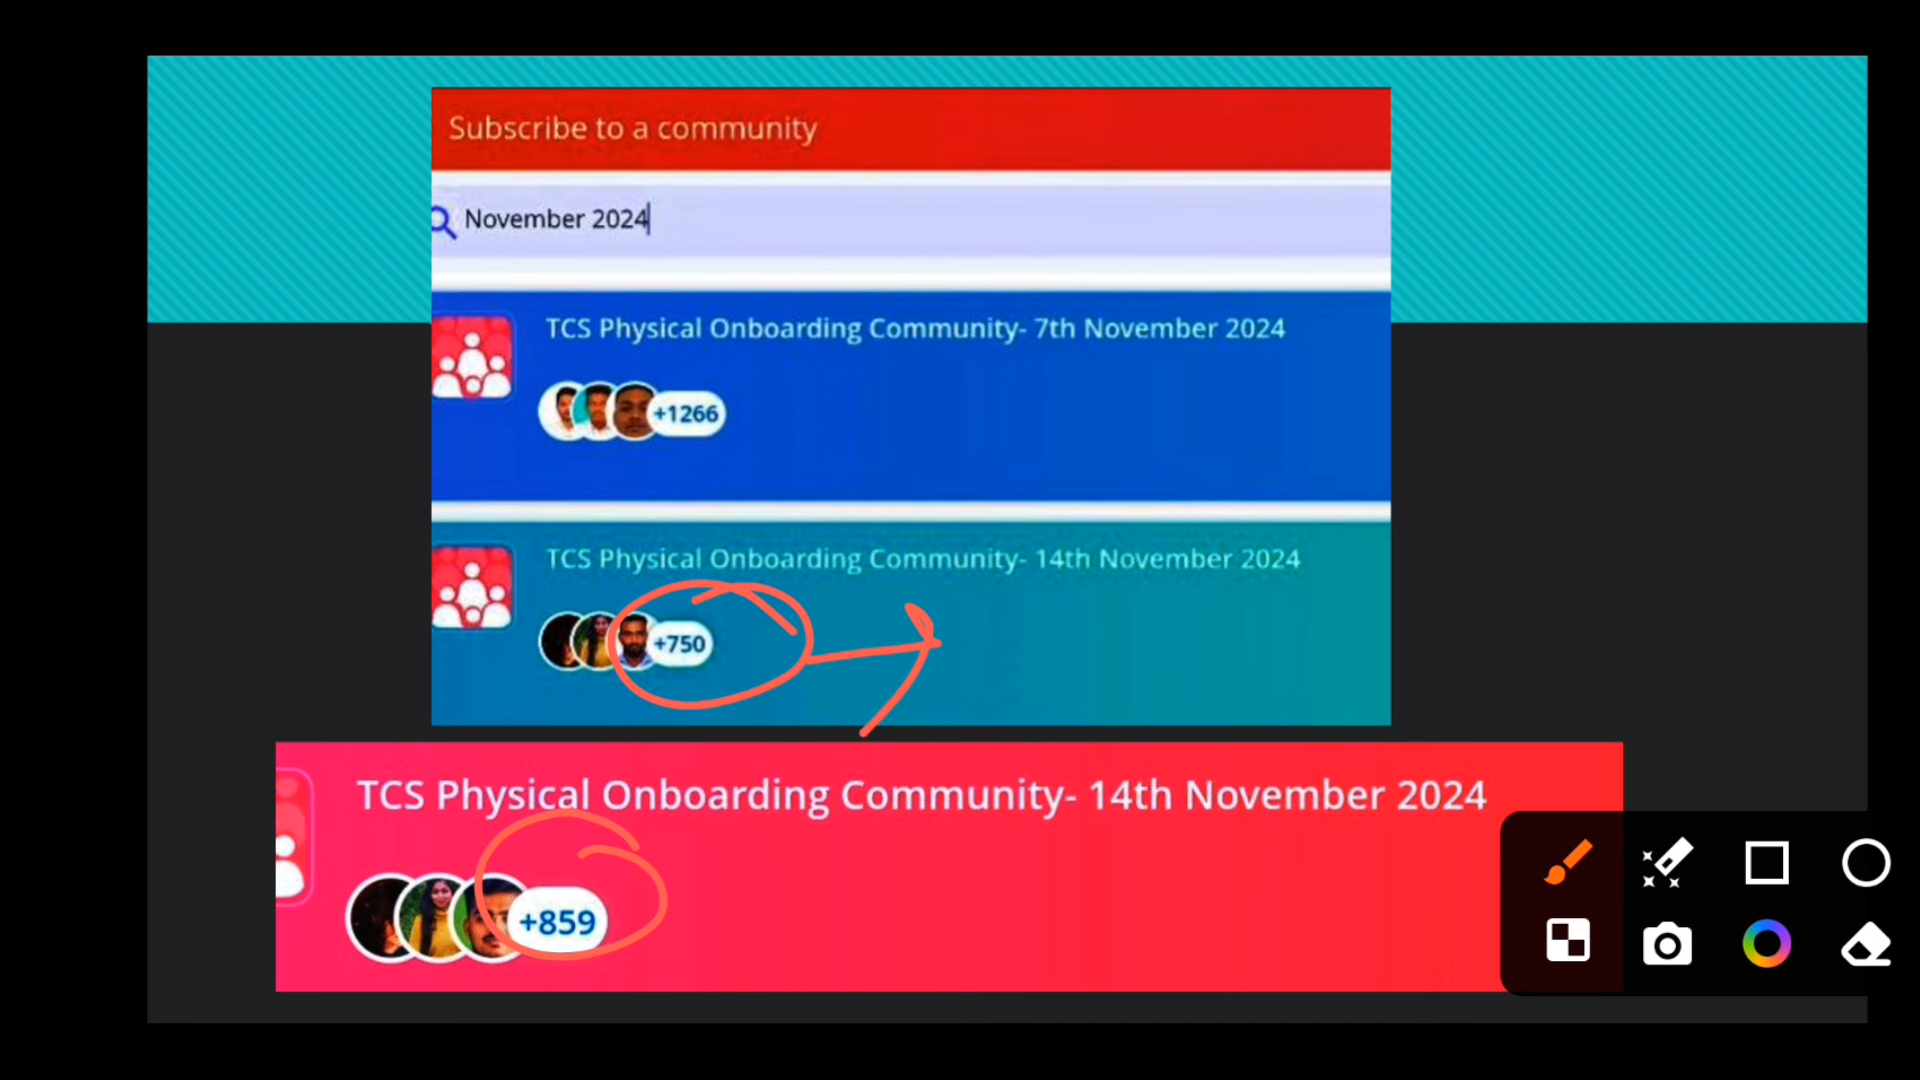 Subscribe to a community
November 2024
TCS Physical Onboarding Community- 7th November 2024
+1266
TCS Physical Onboarding Community- 14th November 2024
+750
TCS Physical Onboarding Community- 14th November 2024
+859